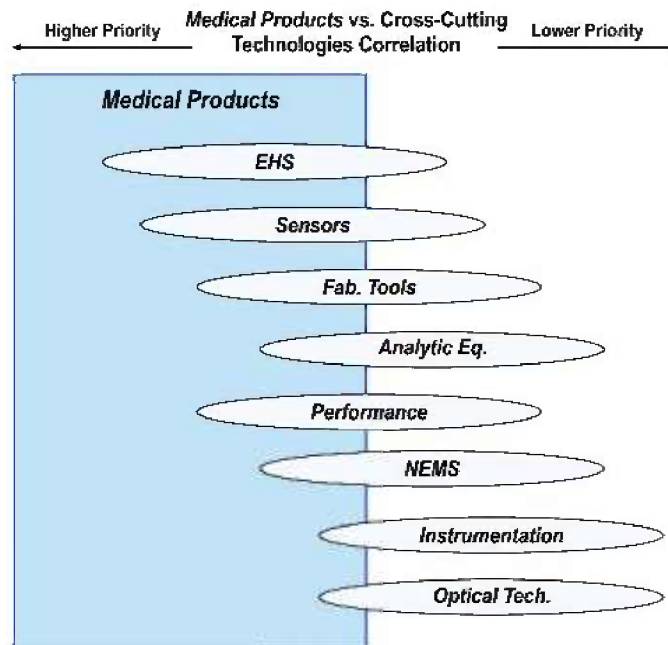 Higher Priority
Medical Products vs. Cross-Cutting
Technologies Correlation
Lower Priority
Medical Products
EHS
Sensors
Fab. Tools
Analytic Eq.
Performance
NEMS
Instrumentation
Optical Tech.